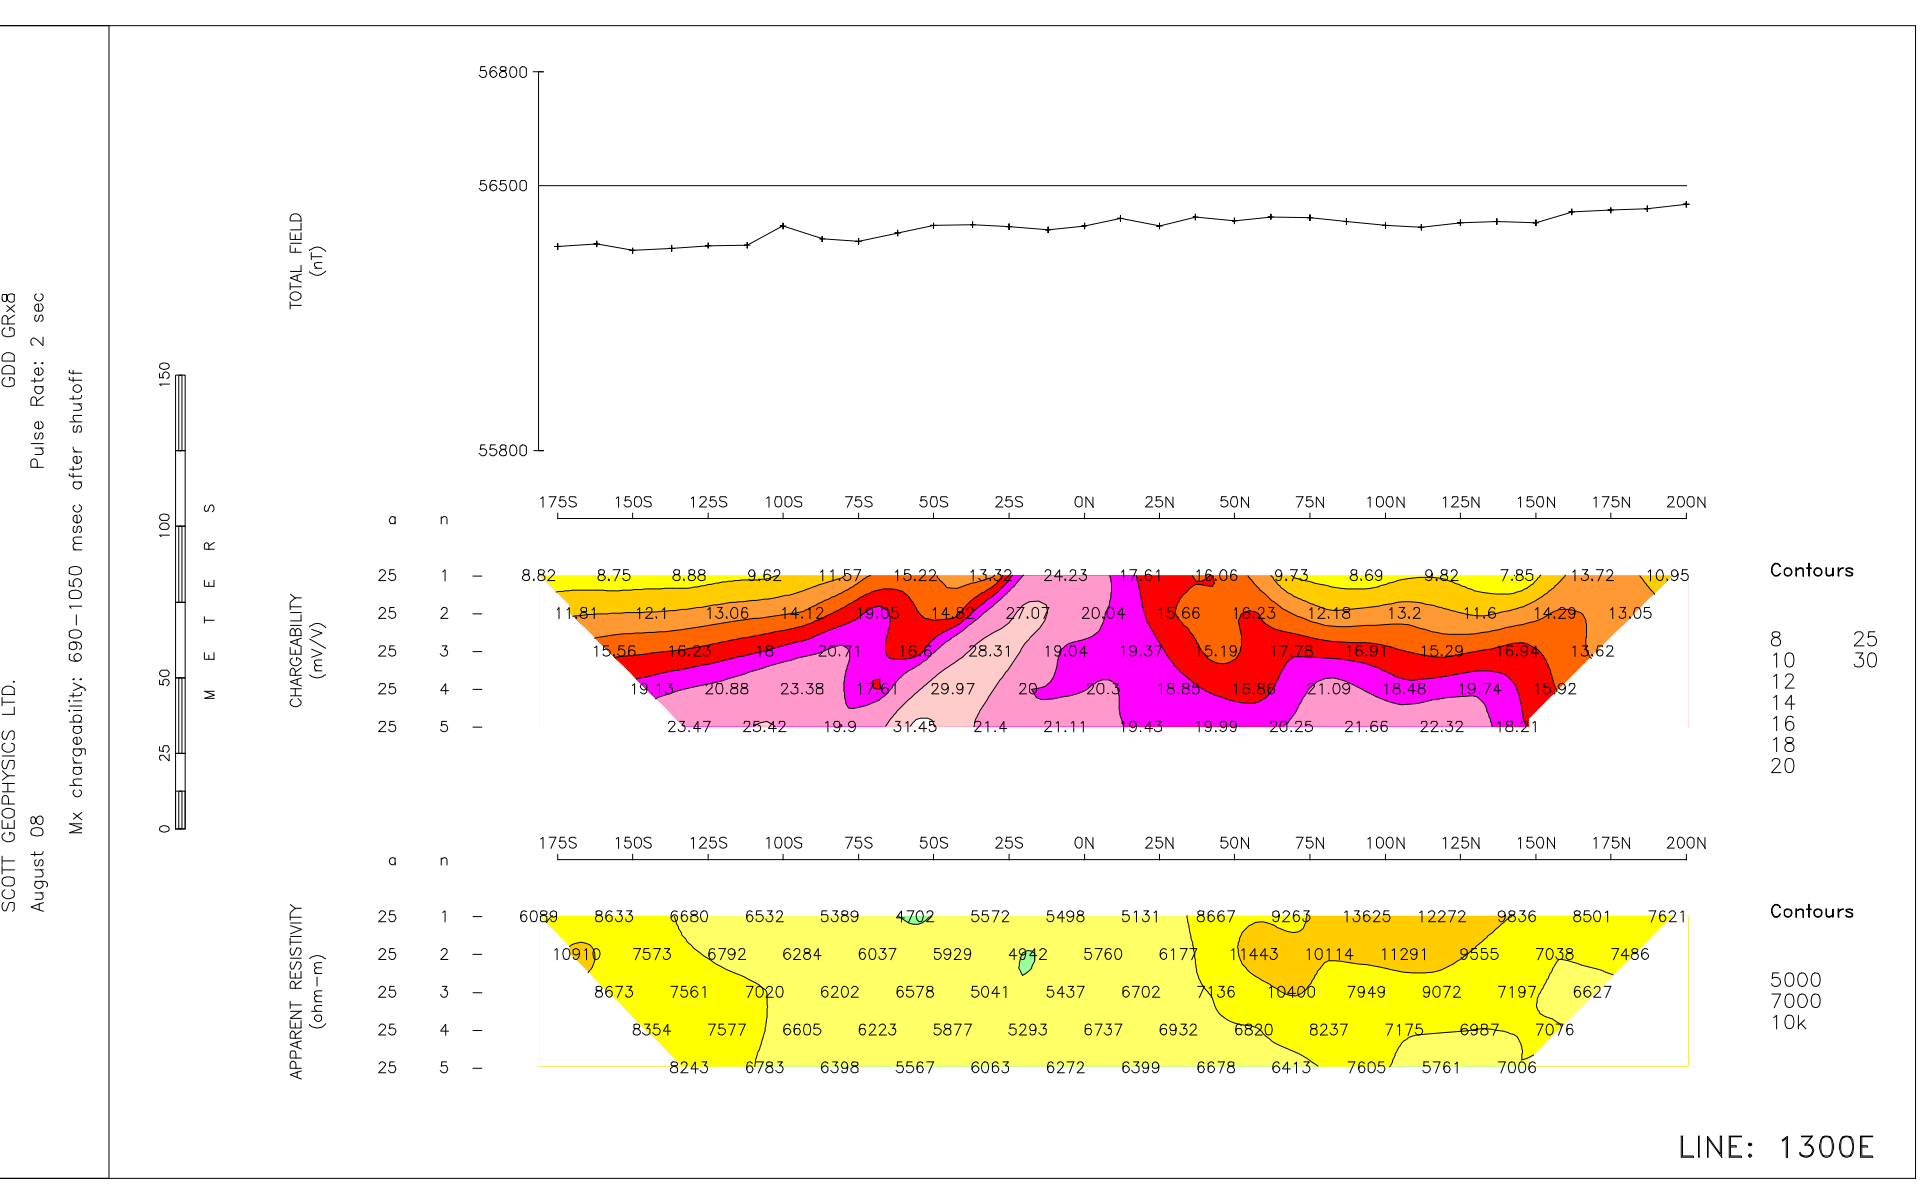 SCOTT GEOPHYSICS LTD. GDD GRx8
August 08 Pulse Rate: 2 sec
Mx chargeability: 690-1050 msec after shutoff
0 25 50 100 150
METERS
TOTAL FIELD
(nT)
56800
56500
55800
175S 150S 125S 100S 75S 50S 25S 0N 25N 50N 75N 100N 125N 150N 175N 200N
a n
CHARGEABILITY
(mV/V)
25 1 8.82 8.75 8.88 9.62 11.57 15.22 13.32 24.23 17.61 16.06 9.73 8.69 9.82 7.85 13.72 10.95
25 2 11.81 12.1 13.06 14.12 19.05 14.82 27.07 20.04 15.66 16.23 12.18 13.2 11.6 14.29 13.05
25 3 15.56 16.23 18 20.71 16.6 28.31 19.04 19.37 15.19 17.78 16.91 15.29 16.94 13.62
25 4 19.13 20.88 23.38 17.61 29.97 20 20.3 18.85 16.86 21.09 18.48 19.74 15.92
25 5 23.47 25.42 19.9 31.45 21.4 21.11 19.43 19.99 20.25 21.66 22.32 18.21
Contours
8 25
10 30
12
14
16
18
20
175S 150S 125S 100S 75S 50S 25S 0N 25N 50N 75N 100N 125N 150N 175N 200N
a n
APPARENT RESISTIVITY
(ohm-m)
25 1 6089 8633 6680 6532 5389 4702 5572 5498 5131 8667 9263 13625 12272 9836 8501 7621
25 2 10910 7573 6792 6284 6037 5929 4942 5760 6177 11443 10114 11291 9555 7038 7486
25 3 8673 7561 7020 6202 6578 5041 5437 6702 7136 10400 7949 9072 7197 6627
25 4 8354 7577 6605 6223 5877 5293 6737 6932 6820 8237 7175 6987 7076
25 5 8243 6783 6398 5567 6063 6272 6399 6678 6413 7605 5761 7006
Contours
5000
7000
10k
LINE: 1300E